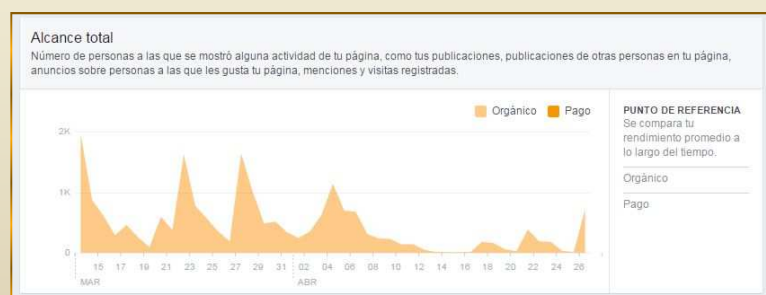 Alcance total
Número de personas a las que se mostró alguna actividad de tu página, como tus publicaciones, publicaciones de otras personas en tu página,
anuncios sobre personas a las que les gusta tu página, menciones y visitas registradas.
Orgánico Pago
PUNTO DE REFERENCIA
Se compara tu
rendimiento promedio a
lo largo del tiempo.
Orgánico
Pago
2K
1K
0
15 17 19 21 23 25 27 29 31 02 04 06 08 10 12 14 16 18 20 22 24 26
MAR ABR